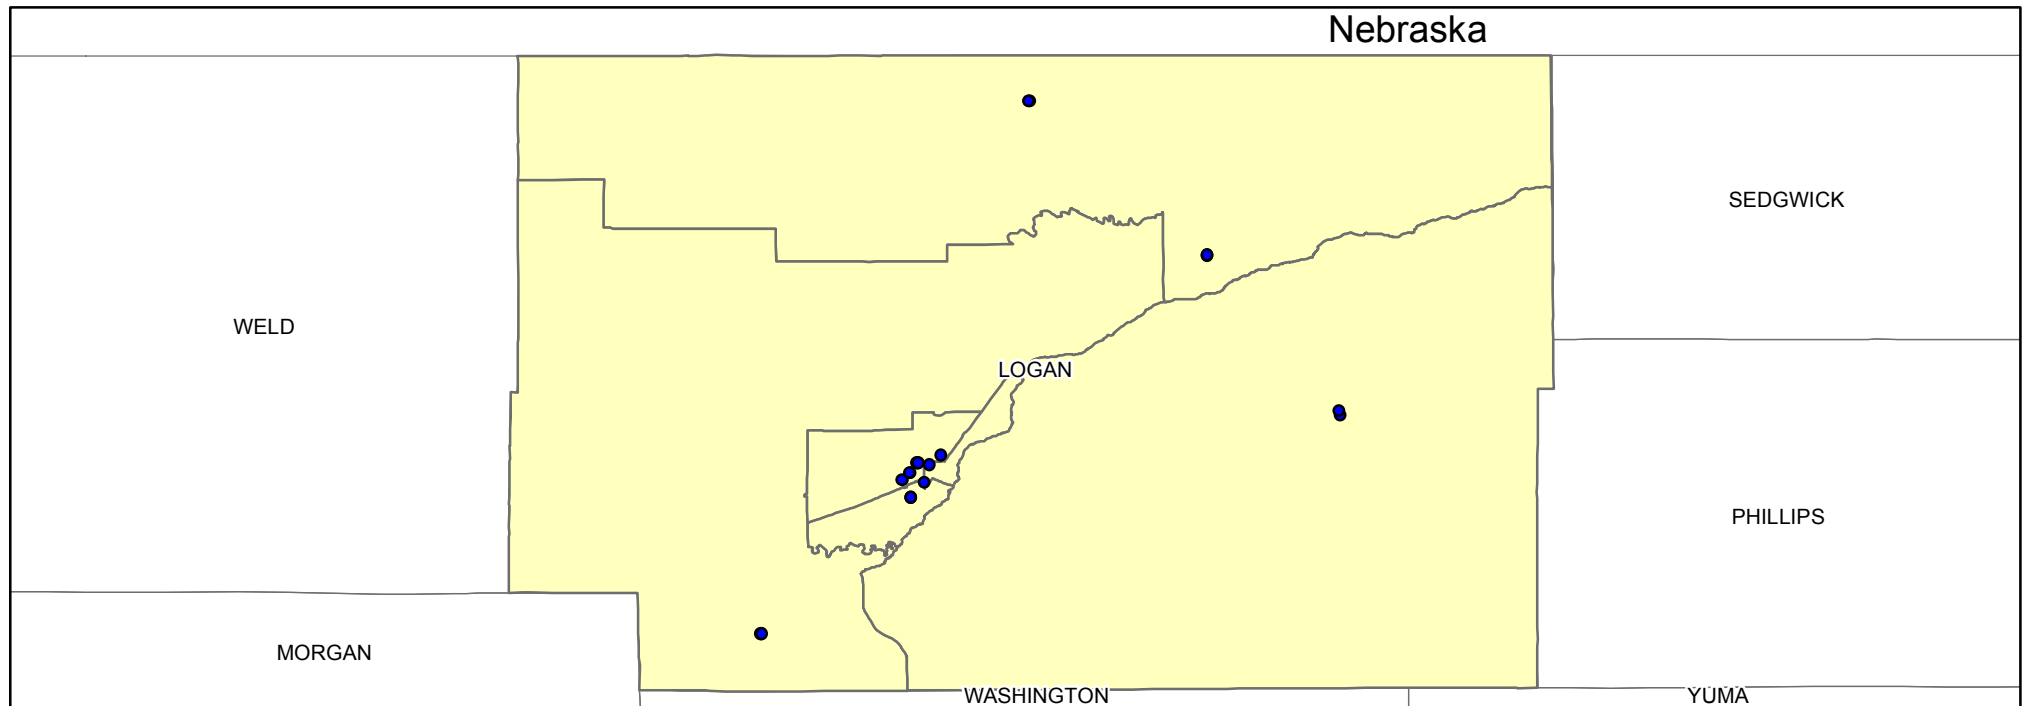 Nebraska
SEDGWICK
WELD
LOGAN
PHILLIPS
MORGAN
WASHINGTON
YUMA